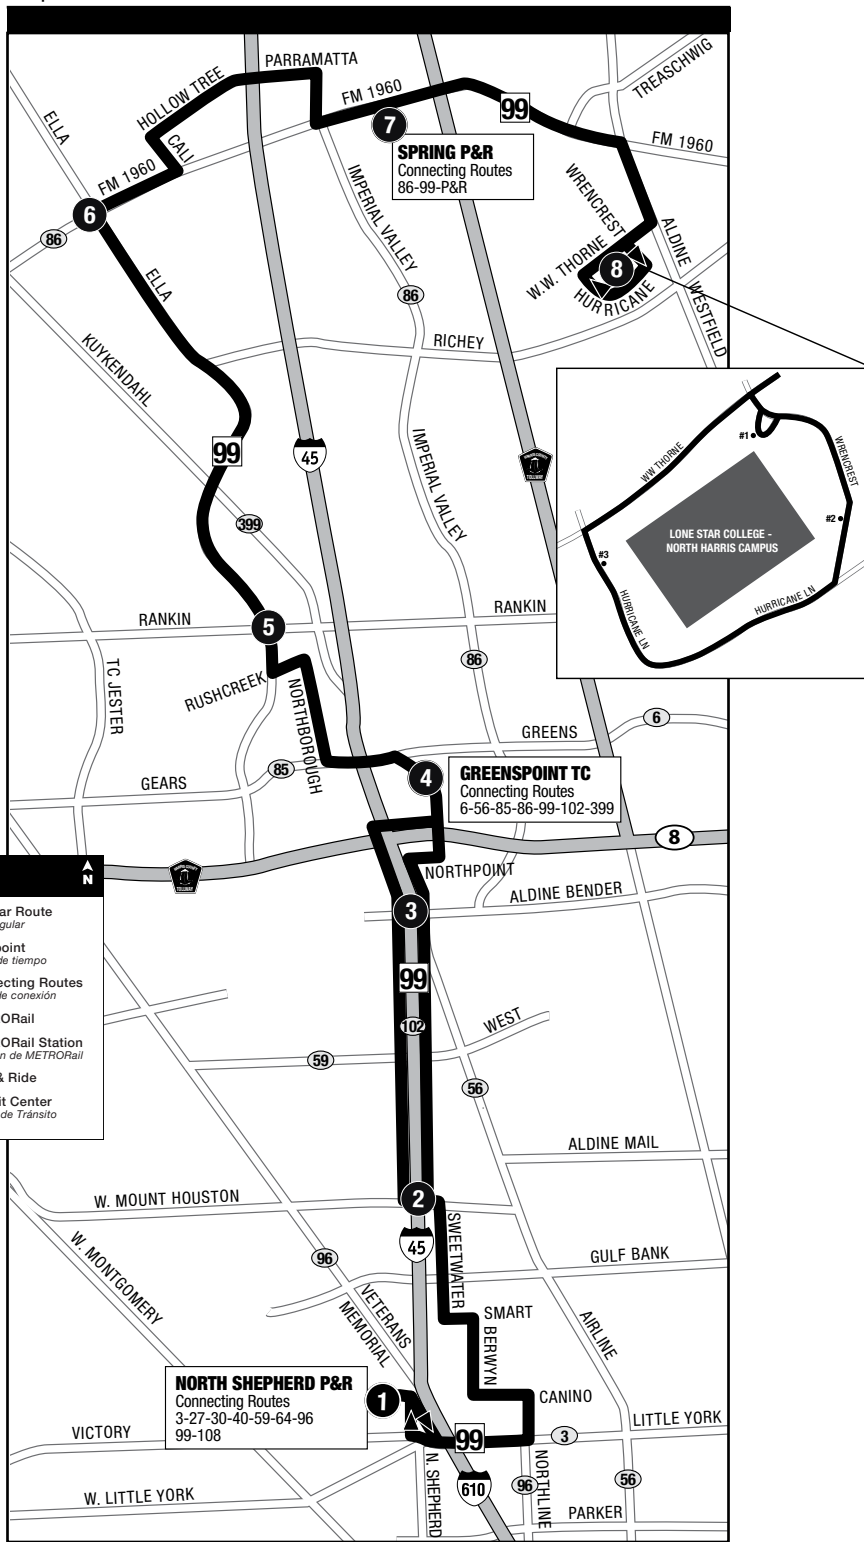 PARRAMATTA
TREASCHWIG
HOLLOW TREE
ELLA
FM 1960
99
7
FM 1960
CALI
SPRING P&R
Connecting Routes
86-99-P&R
FM 1960
IMPERIAL VALLEY
WRENCREST
6
86
ALDINE
WESTFIELD
W.W. THORNE
8
HURRICANE
ELLA
86
KUYKENDAHL
RICHEY
99
45
IMPERIAL VALLEY
#1
WW THORNE
WRENCREST
399
LONE STAR COLLEGE -
NORTH HARRIS CAMPUS
#2
#3
HURRICANE LN
HURRICANE LN
RANKIN
5
RANKIN
86
TC JESTER
RUSHCREEK
NORTHBOROUGH
6
GREENS
85
GEARS
4
GREENSPOINT TC
Connecting Routes
6-56-85-86-99-102-399
8
TOLLWAY
NORTHPOINT
N
3
ALDINE BENDER
ar Route
gular
point
de tiempo
ecting Routes
de conexión
ORail
ORail Station
n de METRORail
& Ride
it Center
de Tránsito
99
102
WEST
59
56
ALDINE MAIL
W. MOUNT HOUSTON
2
SWEETWATER
45
96
GULF BANK
W. MONTGOMERY
VETERANS
MEMORIAL
SMART
BERWYN
AIRLINE
NORTH SHEPHERD P&R
Connecting Routes
3-27-30-40-59-64-96
99-108
1
CANINO
VICTORY
99
3
LITTLE YORK
N. SHEPHERD
610
96
NORTHLINE
56
W. LITTLE YORK
PARKER